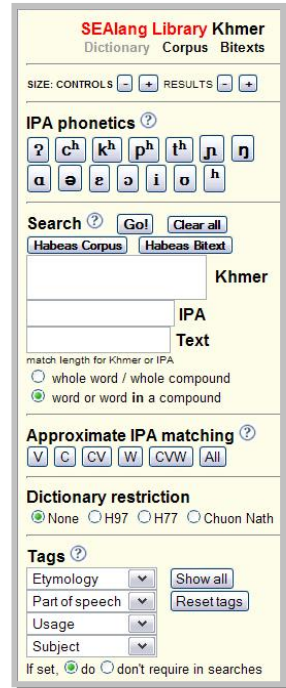 SEAlang Library Khmer
Dictionary Corpus Bitexts
SIZE: CONTROLS - + RESULTS - +
IPA phonetics ?
ʔ cʰ kʰ pʰ tʰ ɲ ŋ
ɑ ə ɛ ɔ i ʊ ʰ
Search ? Go! Clear all
Habeas Corpus Habeas Bitext
Khmer
IPA
Text
match length for Khmer or IPA
whole word / whole compound
word or word in a compound
Approximate IPA matching ?
V C CV W CVW All
Dictionary restriction
None H97 H77 Chuon Nath
Tags ?
Etymology Show all
Part of speech Reset tags
Usage
Subject
If set, do don't require in searches